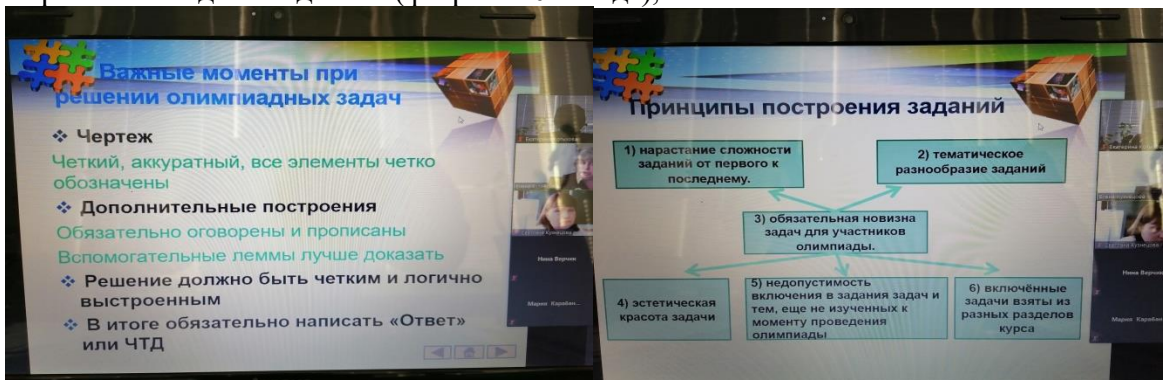 Важные моменты при
решении олимпиадных задач
❖ Чертеж
Четкий, аккуратный, все элементы четко
обозначены
❖ Дополнительные построения
Обязательно оговорены и прописаны
Вспомогательные леммы лучше доказать
❖ Решение должно быть четким и логично
выстроенным
❖ В итоге обязательно написать «Ответ»
или ЧТД
Нина Верчик
Принципы построения заданий
1) нарастание сложности
заданий от первого к
последнему.
2) тематическое
разнообразие заданий
3) обязательная новизна
задач для участников
олимпиады.
4) эстетическая
красота задачи
5) недопустимость
включения в задания задач и
тем, еще не изученных к
моменту проведения
олимпиады
6) включённые
задачи взяты из
разных разделов
курса
Нина Верчик